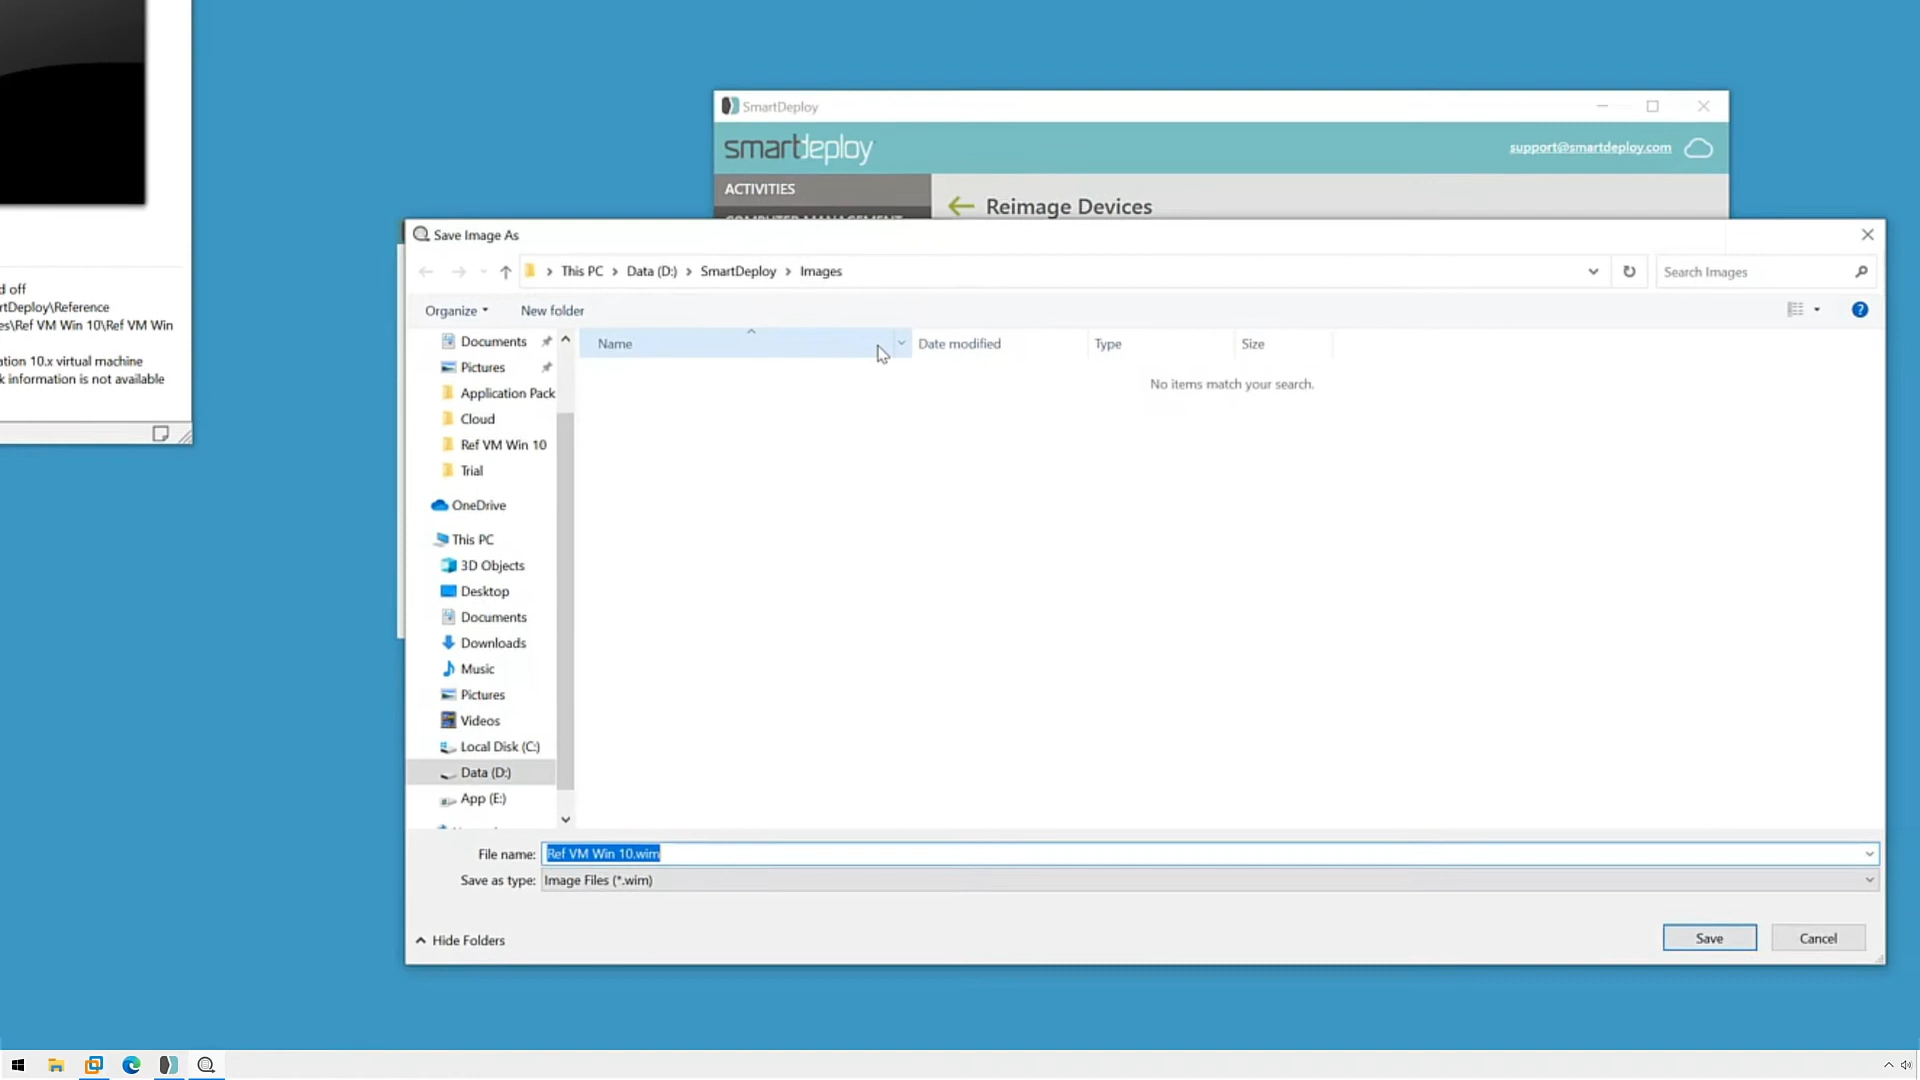 d off
rtDeploy\Reference
es\Ref VM Win 10\Ref VM Win
ation 10.x virtual machine
k information is not available
SmartDeploy
smartdeploy
support@smartdeploy.com
ACTIVITIES
COMPUTER MANAGEMENT
Reimage Devices
Save Image As
This PC > Data (D:) > SmartDeploy > Images
Search Images
Organize
New folder
Name
Date modified
Type
Size
No items match your search.
Documents
Pictures
Application Pack
Cloud
Ref VM Win 10
Trial
OneDrive
This PC
3D Objects
Desktop
Documents
Downloads
Music
Pictures
Videos
Local Disk (C:)
Data (D:)
App (E:)
File name: Ref VM Win 10.wim
Save as type: Image Files (*.wim)
Hide Folders
Save
Cancel